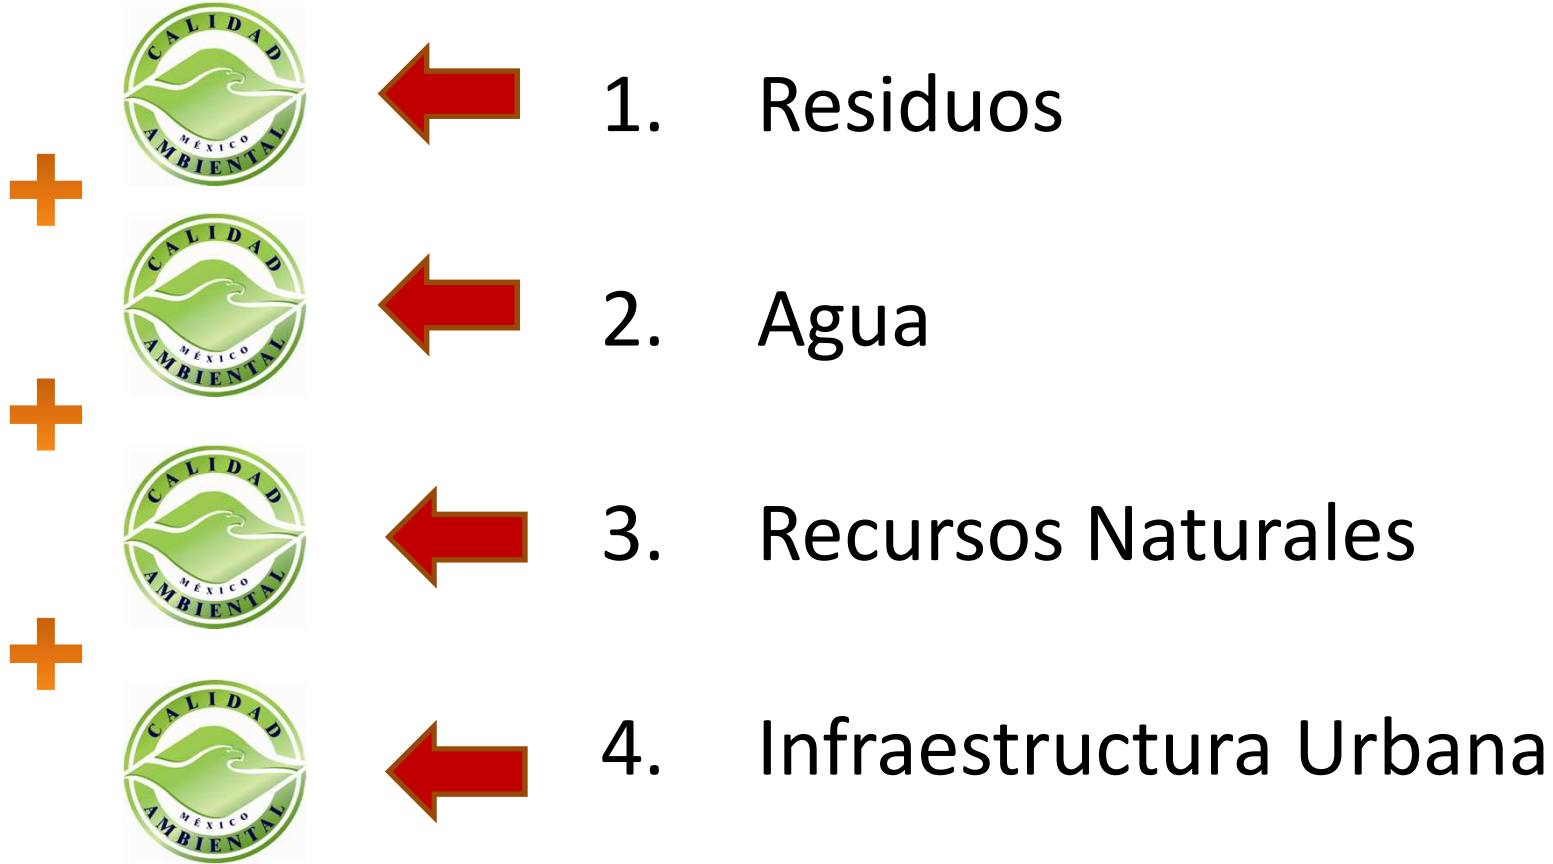 CALIDAD
MÉXICO
AMBIENTAL
1. Residuos
CALIDAD
MÉXICO
AMBIENTAL
2. Agua
CALIDAD
MÉXICO
AMBIENTAL
3. Recursos Naturales
CALIDAD
MÉXICO
AMBIENTAL
4. Infraestructura Urbana